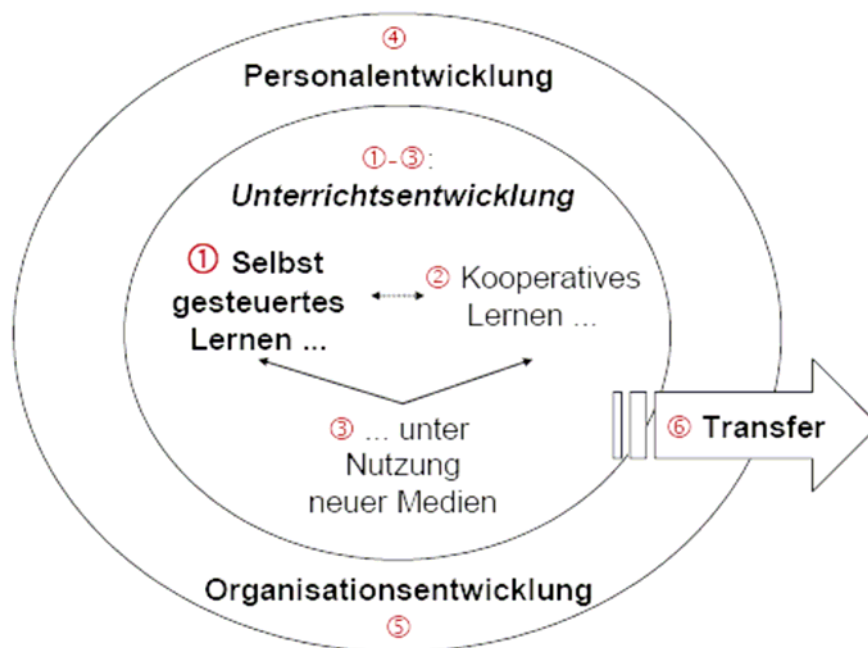 ④
Personalentwicklung
①-③:
Unterrichtsentwicklung
① Selbst
gesteuertes
Lernen ...
② Kooperatives
Lernen ...
③ ... unter
Nutzung
neuer Medien
⑥ Transfer
Organisationsentwicklung
⑤